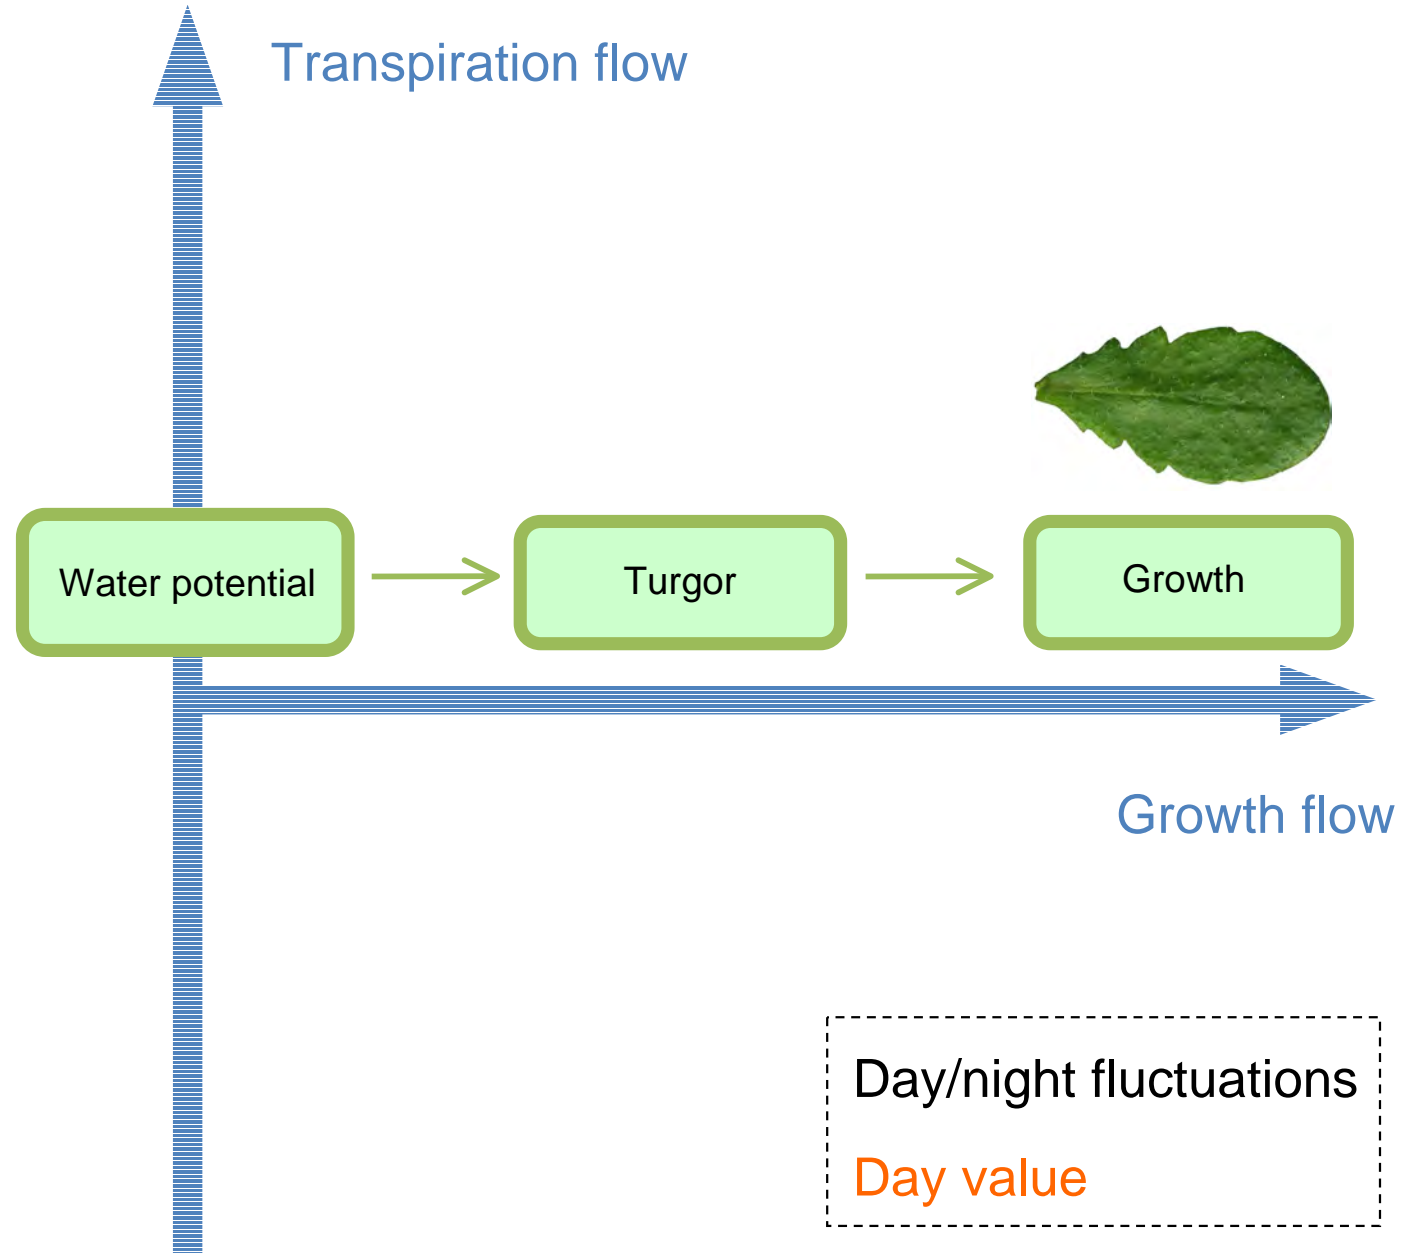 Transpiration flow
Water potential
Turgor
Growth
Growth flow
Day/night fluctuations
Day value